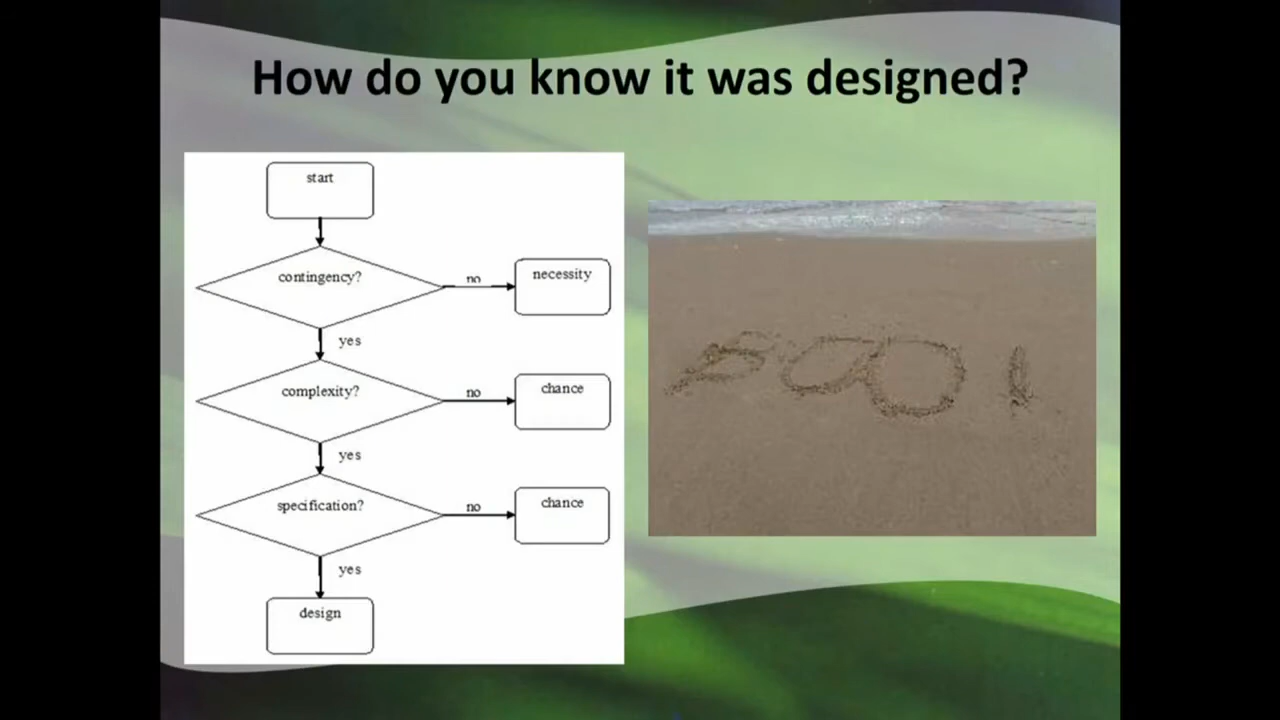 How do you know it was designed?
start
contingency?
no
necessity
yes
complexity?
no
chance
yes
specification?
no
chance
yes
design
BOO!